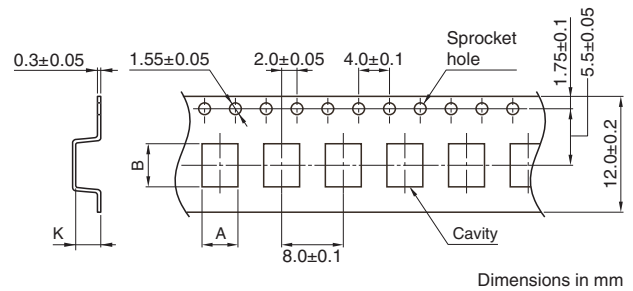 Sprocket
hole
0.3±0.05
1.55±0.05
2.0±0.05
4.0±0.1
1.75±0.1
5.5±0.05
12.0±0.2
B
K
A
8.0±0.1
Cavity
Dimensions in mm